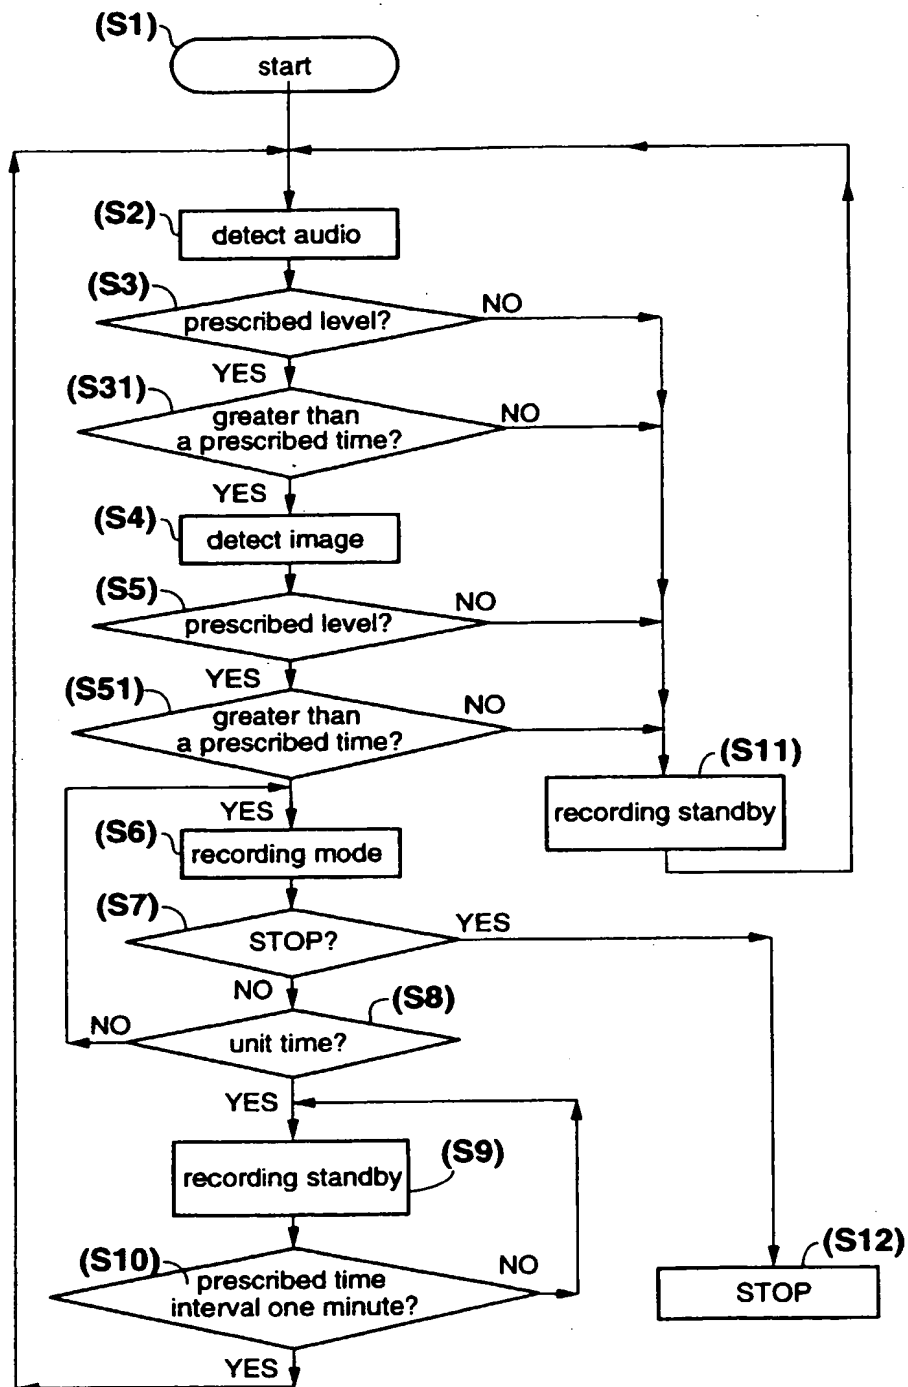 (S1)
start
(S2)
detect audio
(S3)
prescribed level?
NO
YES
(S31)
greater than
a prescribed time?
NO
YES
(S4)
detect image
(S5)
prescribed level?
NO
YES
(S51)
greater than
a prescribed time?
NO
YES
(S11)
recording standby
(S6)
recording mode
(S7)
STOP?
YES
NO
(S8)
unit time?
NO
YES
recording standby
(S9)
(S10)
prescribed time
interval one minute?
NO
YES
(S12)
STOP